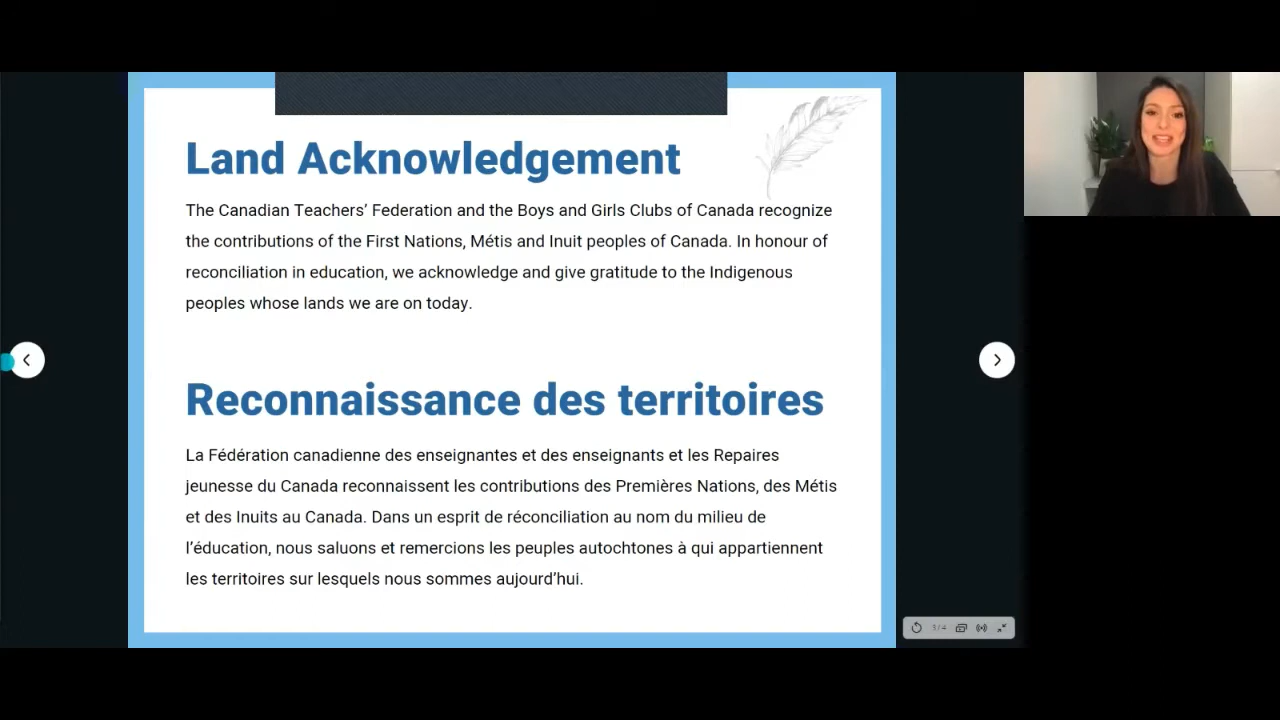 Land Acknowledgement
The Canadian Teachers’ Federation and the Boys and Girls Clubs of Canada recognize
the contributions of the First Nations, Métis and Inuit peoples of Canada. In honour of
reconciliation in education, we acknowledge and give gratitude to the Indigenous
peoples whose lands we are on today.
Reconnaissance des territoires
La Fédération canadienne des enseignantes et des enseignants et les Repaires
jeunesse du Canada reconnaissent les contributions des Premières Nations, des Métis
et des Inuits au Canada. Dans un esprit de réconciliation au nom du milieu de
l’éducation, nous saluons et remercions les peuples autochtones à qui appartiennent
les territoires sur lesquels nous sommes aujourd’hui.
3/4